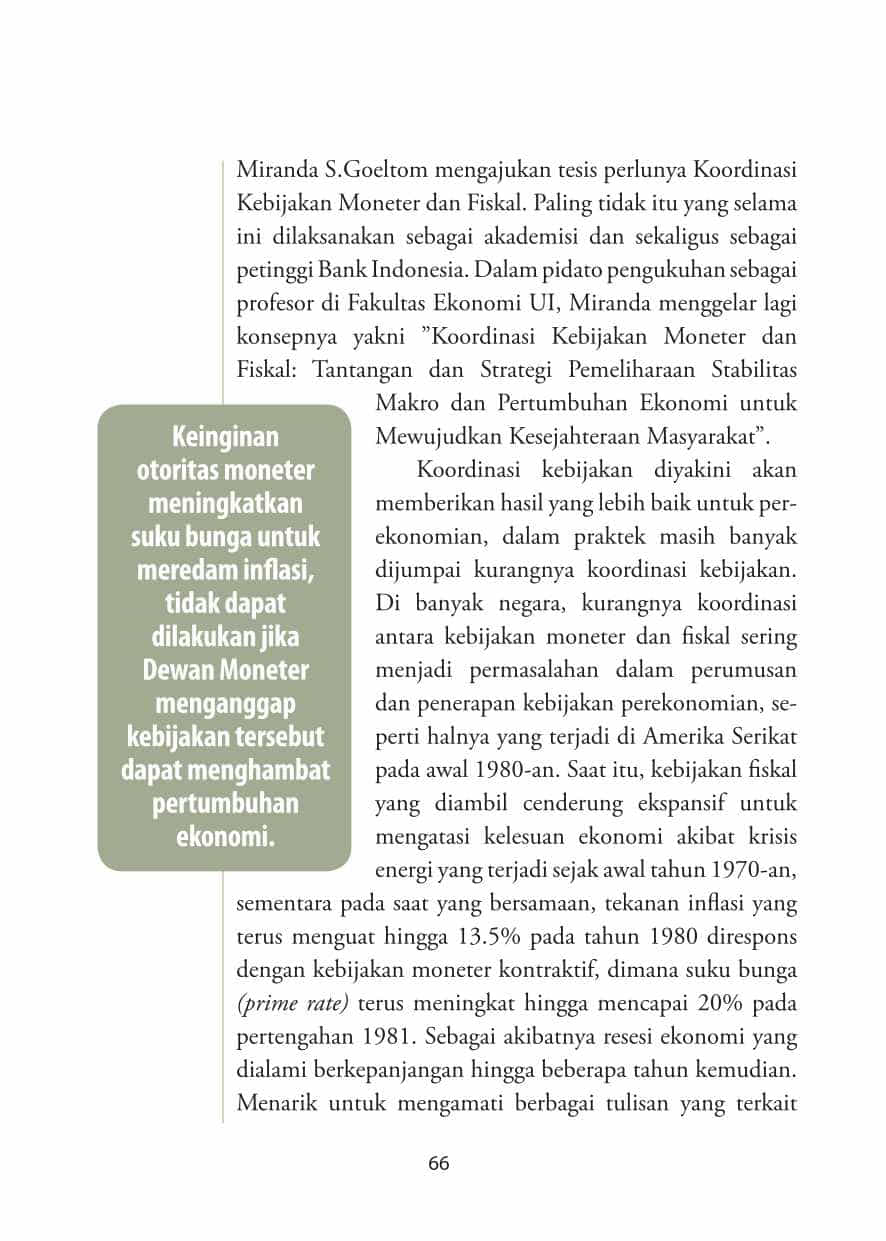 Miranda S.Goeltom mengajukan tesis perlunya Koordinasi
Kebijakan Moneter dan Fiskal. Paling tidak itu yang selama
ini dilaksanakan sebagai akademisi dan sekaligus sebagai
petinggi Bank Indonesia. Dalam pidato pengukuhan sebagai
profesor di Fakultas Ekonomi UI, Miranda menggelar lagi
konsepnya yakni ”Koordinasi Kebijakan Moneter dan
Fiskal: Tantangan dan Strategi Pemeliharaan Stabilitas
Makro dan Pertumbuhan Ekonomi untuk
Mewujudkan Kesejahteraan Masyarakat”.
Koordinasi kebijakan diyakini akan
memberikan hasil yang lebih baik untuk per-
ekonomian, dalam praktek masih banyak
dijumpai kurangnya koordinasi kebijakan.
Di banyak negara, kurangnya koordinasi
antara kebijakan moneter dan fiskal sering
menjadi permasalahan dalam perumusan
dan penerapan kebijakan perekonomian, se-
perti halnya yang terjadi di Amerika Serikat
pada awal 1980-an. Saat itu, kebijakan fiskal
yang diambil cenderung ekspansif untuk
mengatasi kelesuan ekonomi akibat krisis
energi yang terjadi sejak awal tahun 1970-an,
sementara pada saat yang bersamaan, tekanan inflasi yang
terus menguat hingga 13.5% pada tahun 1980 direspons
dengan kebijakan moneter kontraktif, dimana suku bunga
(prime rate) terus meningkat hingga mencapai 20% pada
pertengahan 1981. Sebagai akibatnya resesi ekonomi yang
dialami berkepanjangan hingga beberapa tahun kemudian.
Menarik untuk mengamati berbagai tulisan yang terkait
Keinginan
otoritas moneter
meningkatkan
suku bunga untuk
meredam inflasi,
tidak dapat
dilakukan jika
Dewan Moneter
menganggap
kebijakan tersebut
dapat menghambat
pertumbuhan
ekonomi.
66